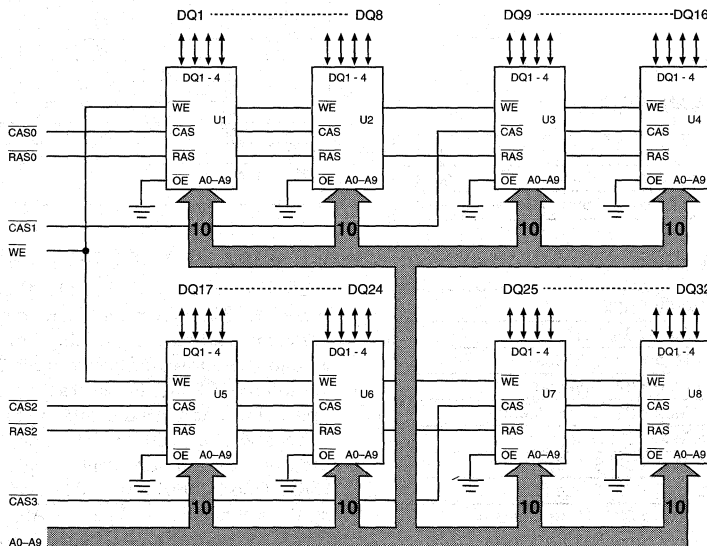 DQ1 DQ8 DQ9 DQ16
DQ1 - 4 DQ1 - 4 DQ1 - 4 DQ1 - 4
WE WE WE WE
U1 U2 U3 U4
CAS0 CAS CAS CAS CAS
RAS0 RAS RAS RAS RAS
OE A0–A9 OE A0–A9 OE A0–A9 OE A0–A9
CAS1 10 10 10 10
WE
DQ17 DQ24 DQ25 DQ32
DQ1 - 4 DQ1 - 4 DQ1 - 4 DQ1 - 4
WE WE WE WE
U5 U6 U7 U8
CAS2 CAS CAS CAS CAS
RAS2 RAS RAS RAS RAS
OE A0–A9 OE A0–A9 OE A0–A9 OE A0–A9
CAS3 10 10 10 10
A0–A9